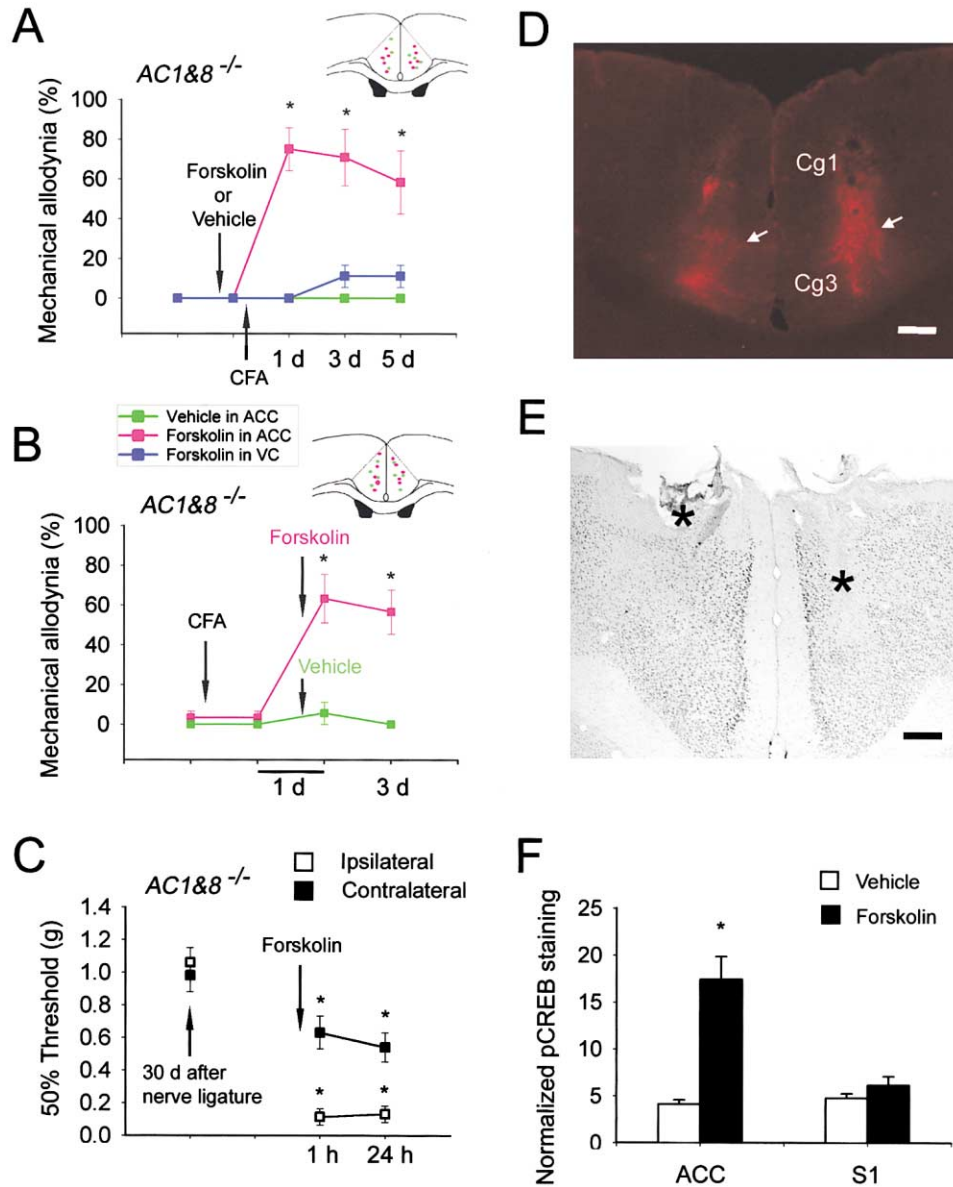 A
AC1&8 -/-
Mechanical allodynia (%)
100
80
60
40
20
0
Forskolin
or
Vehicle
*
*
*
CFA
1 d
3 d
5 d
Vehicle in ACC
Forskolin in ACC
Forskolin in VC
B
AC1&8 -/-
Mechanical allodynia (%)
100
80
60
40
20
0
CFA
Forskolin
*
*
Vehicle
1 d
3 d
C
AC1&8 -/-
Ipsilateral
Contralateral
50% Threshold (g)
1.4
1.2
1.0
0.8
0.6
0.4
0.2
0.0
Forskolin
*
*
*
*
30 d after
nerve ligature
1 h
24 h
D
Cg1
Cg3
E
*
*
F
Vehicle
Forskolin
Normalized pCREB staining
25
20
15
10
5
0
*
ACC
S1